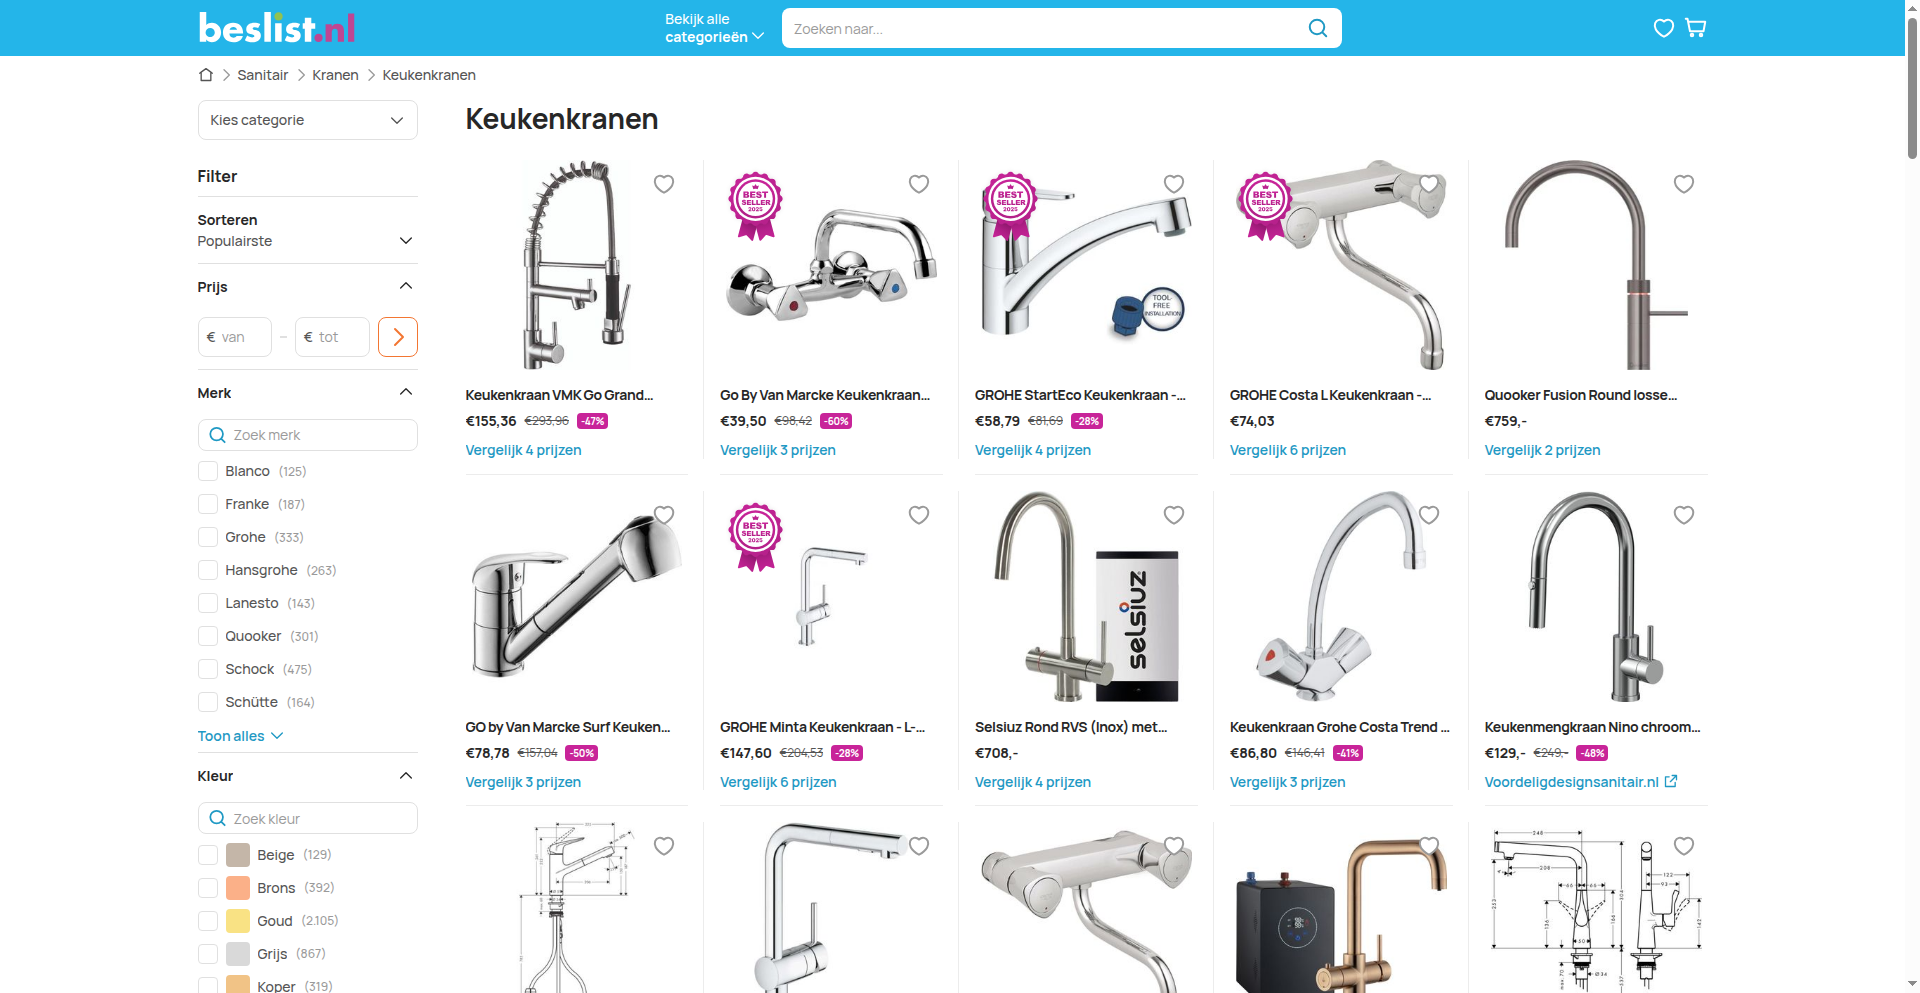 beslist.nl
Bekijk alle
categorieën
Zoeken naar...
Sanitair
Kranen
Keukenkranen
Kies categorie
Keukenkranen
Filter
Sorteren
Populairste
Prijs
€ van
–
€ tot
Merk
Zoek merk
Blanco (125)
Franke (187)
Grohe (333)
Hansgrohe (263)
Lanesto (143)
Quooker (301)
Schock (475)
Schütte (164)
Toon alles
Kleur
Zoek kleur
Beige (129)
Brons (392)
Goud (2.105)
Grijs (867)
Koper (319)
Keukenkraan VMK Go Grand...
€155,36 €293,96 -47%
Vergelijk 4 prijzen
BEST
SELLER
2025
Go By Van Marcke Keukenkraan...
€39,50 €98,42 -60%
Vergelijk 3 prijzen
BEST
SELLER
2025
TOOL-
FREE
INSTALLATION
GROHE StartEco Keukenkraan -...
€58,79 €81,69 -28%
Vergelijk 4 prijzen
BEST
SELLER
2025
GROHE Costa L Keukenkraan -...
€74,03
Vergelijk 6 prijzen
Quooker Fusion Round losse...
€759,-
Vergelijk 2 prijzen
GO by Van Marcke Surf Keuken...
€78,78 €157,04 -50%
Vergelijk 3 prijzen
BEST
SELLER
2025
GROHE Minta Keukenkraan - L-...
€147,60 €204,53 -28%
Vergelijk 6 prijzen
selsiuz
Selsiuz Rond RVS (Inox) met...
€708,-
Vergelijk 4 prijzen
Keukenkraan Grohe Costa Trend ...
€86,80 €146,41 -41%
Vergelijk 3 prijzen
Keukenmengkraan Nino chroom...
€129,- €249,- -48%
Voordeligdesignsanitair.nl
248
208
122
92